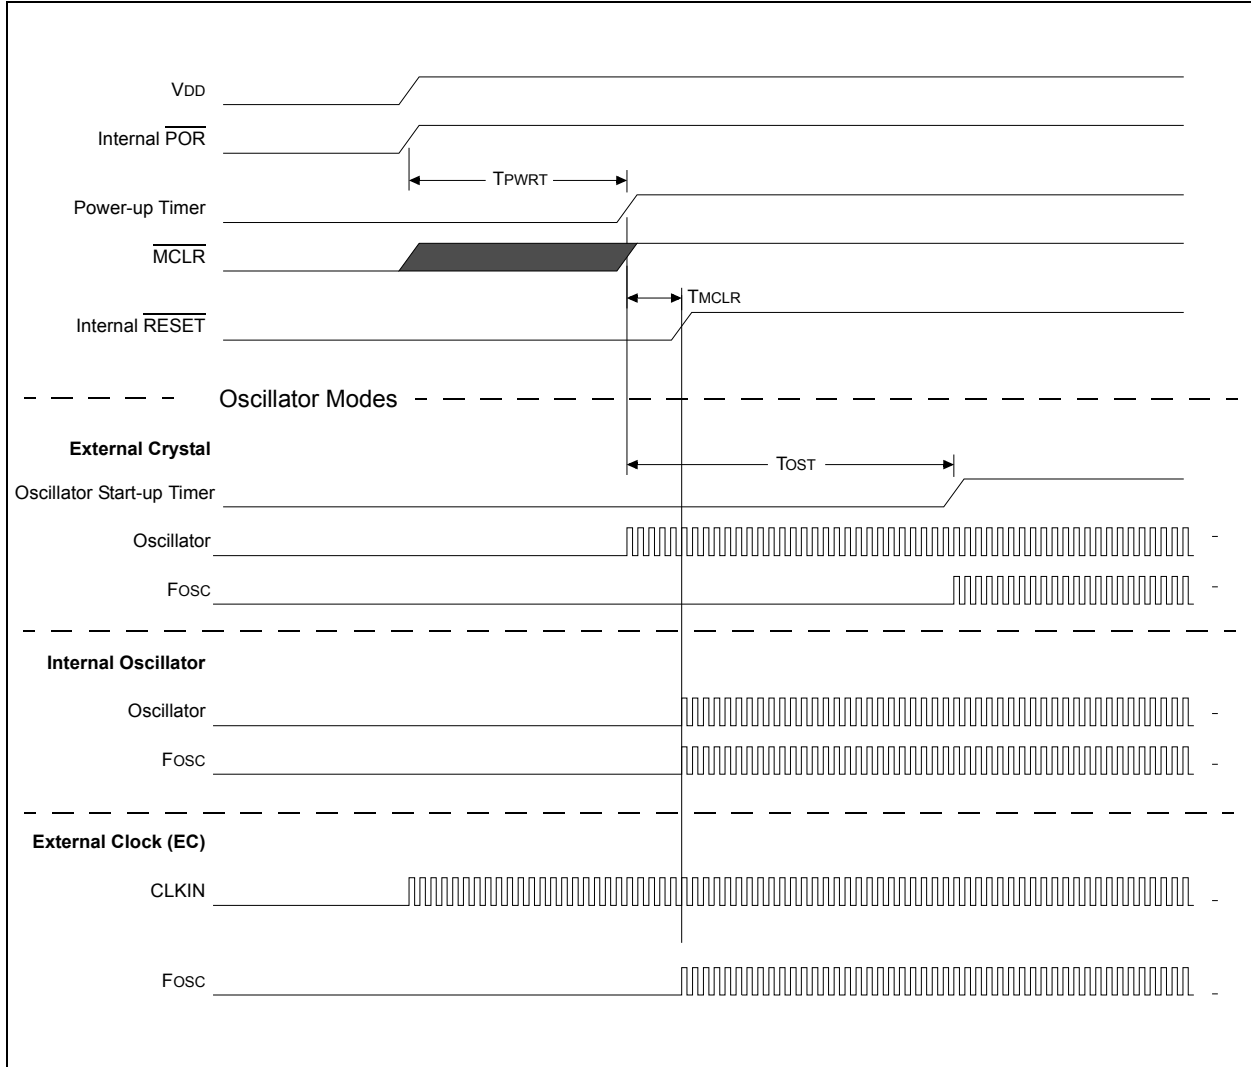 VDD
Internal POR
TPWRT
Power-up Timer
MCLR
TMCLR
Internal RESET
Oscillator Modes
External Crystal
TOST
Oscillator Start-up Timer
Oscillator
FOSC
Internal Oscillator
Oscillator
FOSC
External Clock (EC)
CLKIN
FOSC